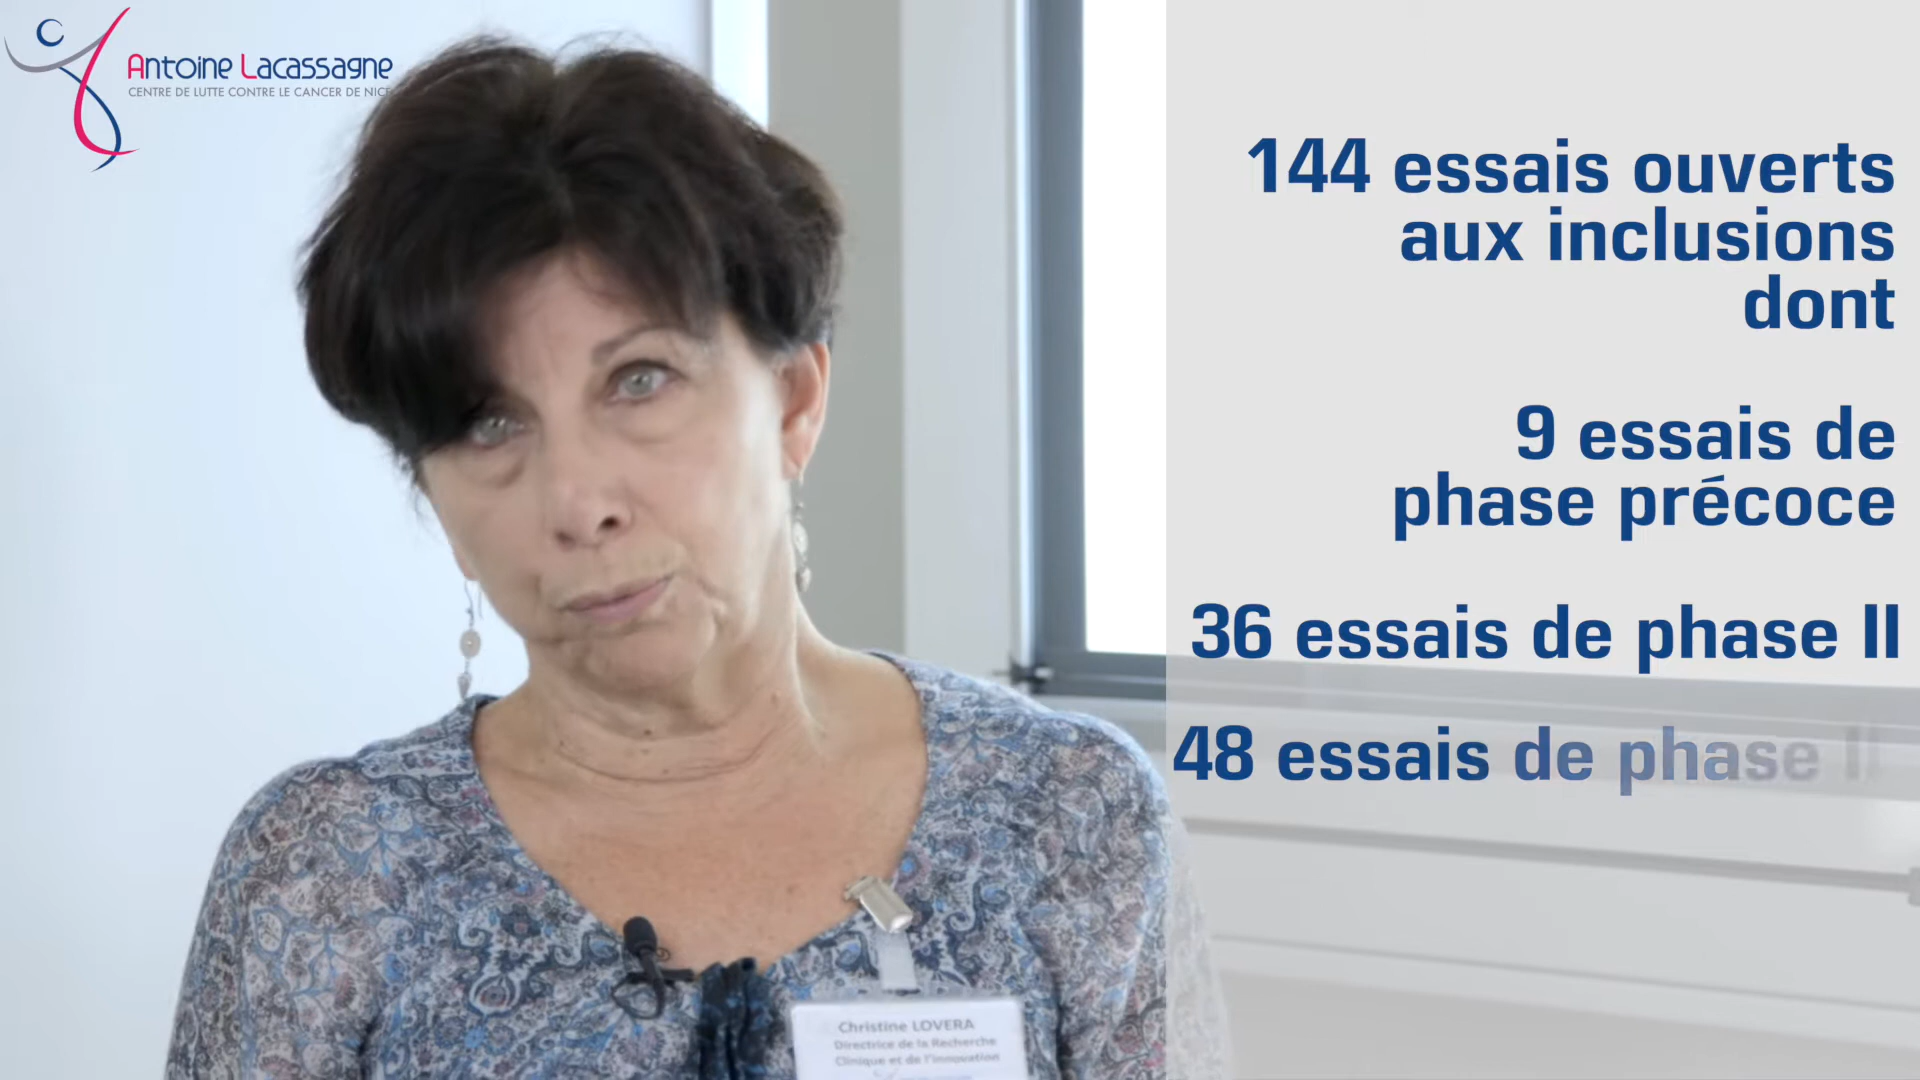 Antoine Lacassagne
CENTRE DE LUTTE CONTRE LE CANCER DE NICE
144 essais ouverts
aux inclusions
dont
9 essais de
phase précoce
36 essais de phase II
48 essais de phase II
Christine LOVERA
Directrice de la Recherche
Clinique et de l'innovation